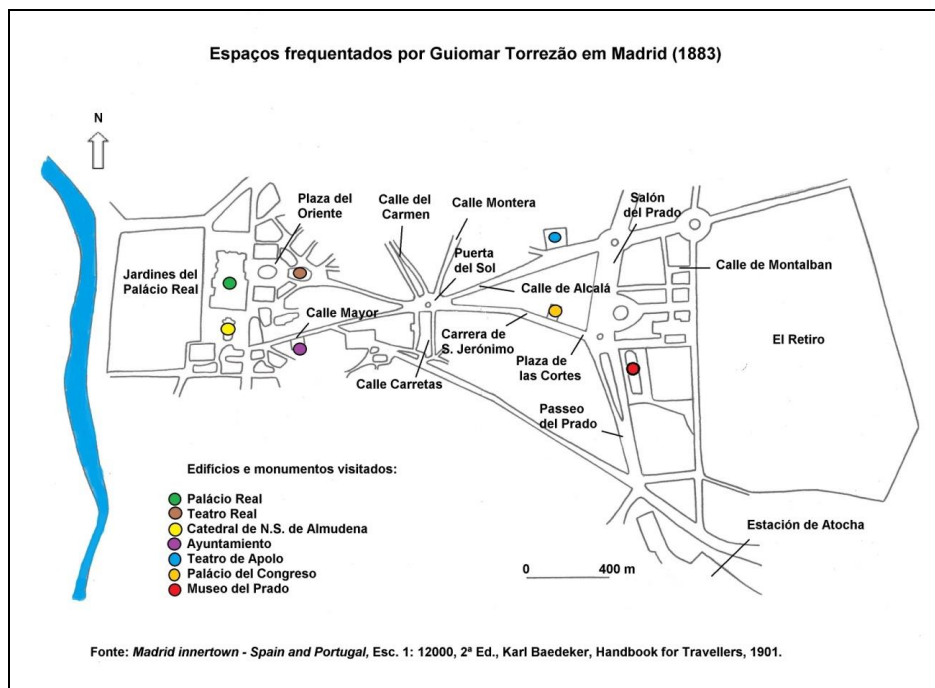 Espaços frequentados por Guiomar Torrezão em Madrid (1883)
N
Plaza del
Oriente
Calle del
Carmen
Calle Montera
Salón
del Prado
Puerta
del Sol
Jardines del
Palácio Real
Calle de Montalban
Calle de Alcalá
Calle Mayor
Carrera de
S. Jerónimo
El Retiro
Plaza de
las Cortes
Calle Carretas
Passeo
del Prado
Edificios e monumentos visitados:
Palácio Real
Teatro Real
Catedral de N.S. de Almudena
Ayuntamiento
Teatro de Apolo
Palácio del Congreso
Museo del Prado
Estación de Atocha
0 400 m
Fonte: Madrid innertown - Spain and Portugal, Esc. 1: 12000, 2ª Ed., Karl Baedeker, Handbook for Travellers, 1901.